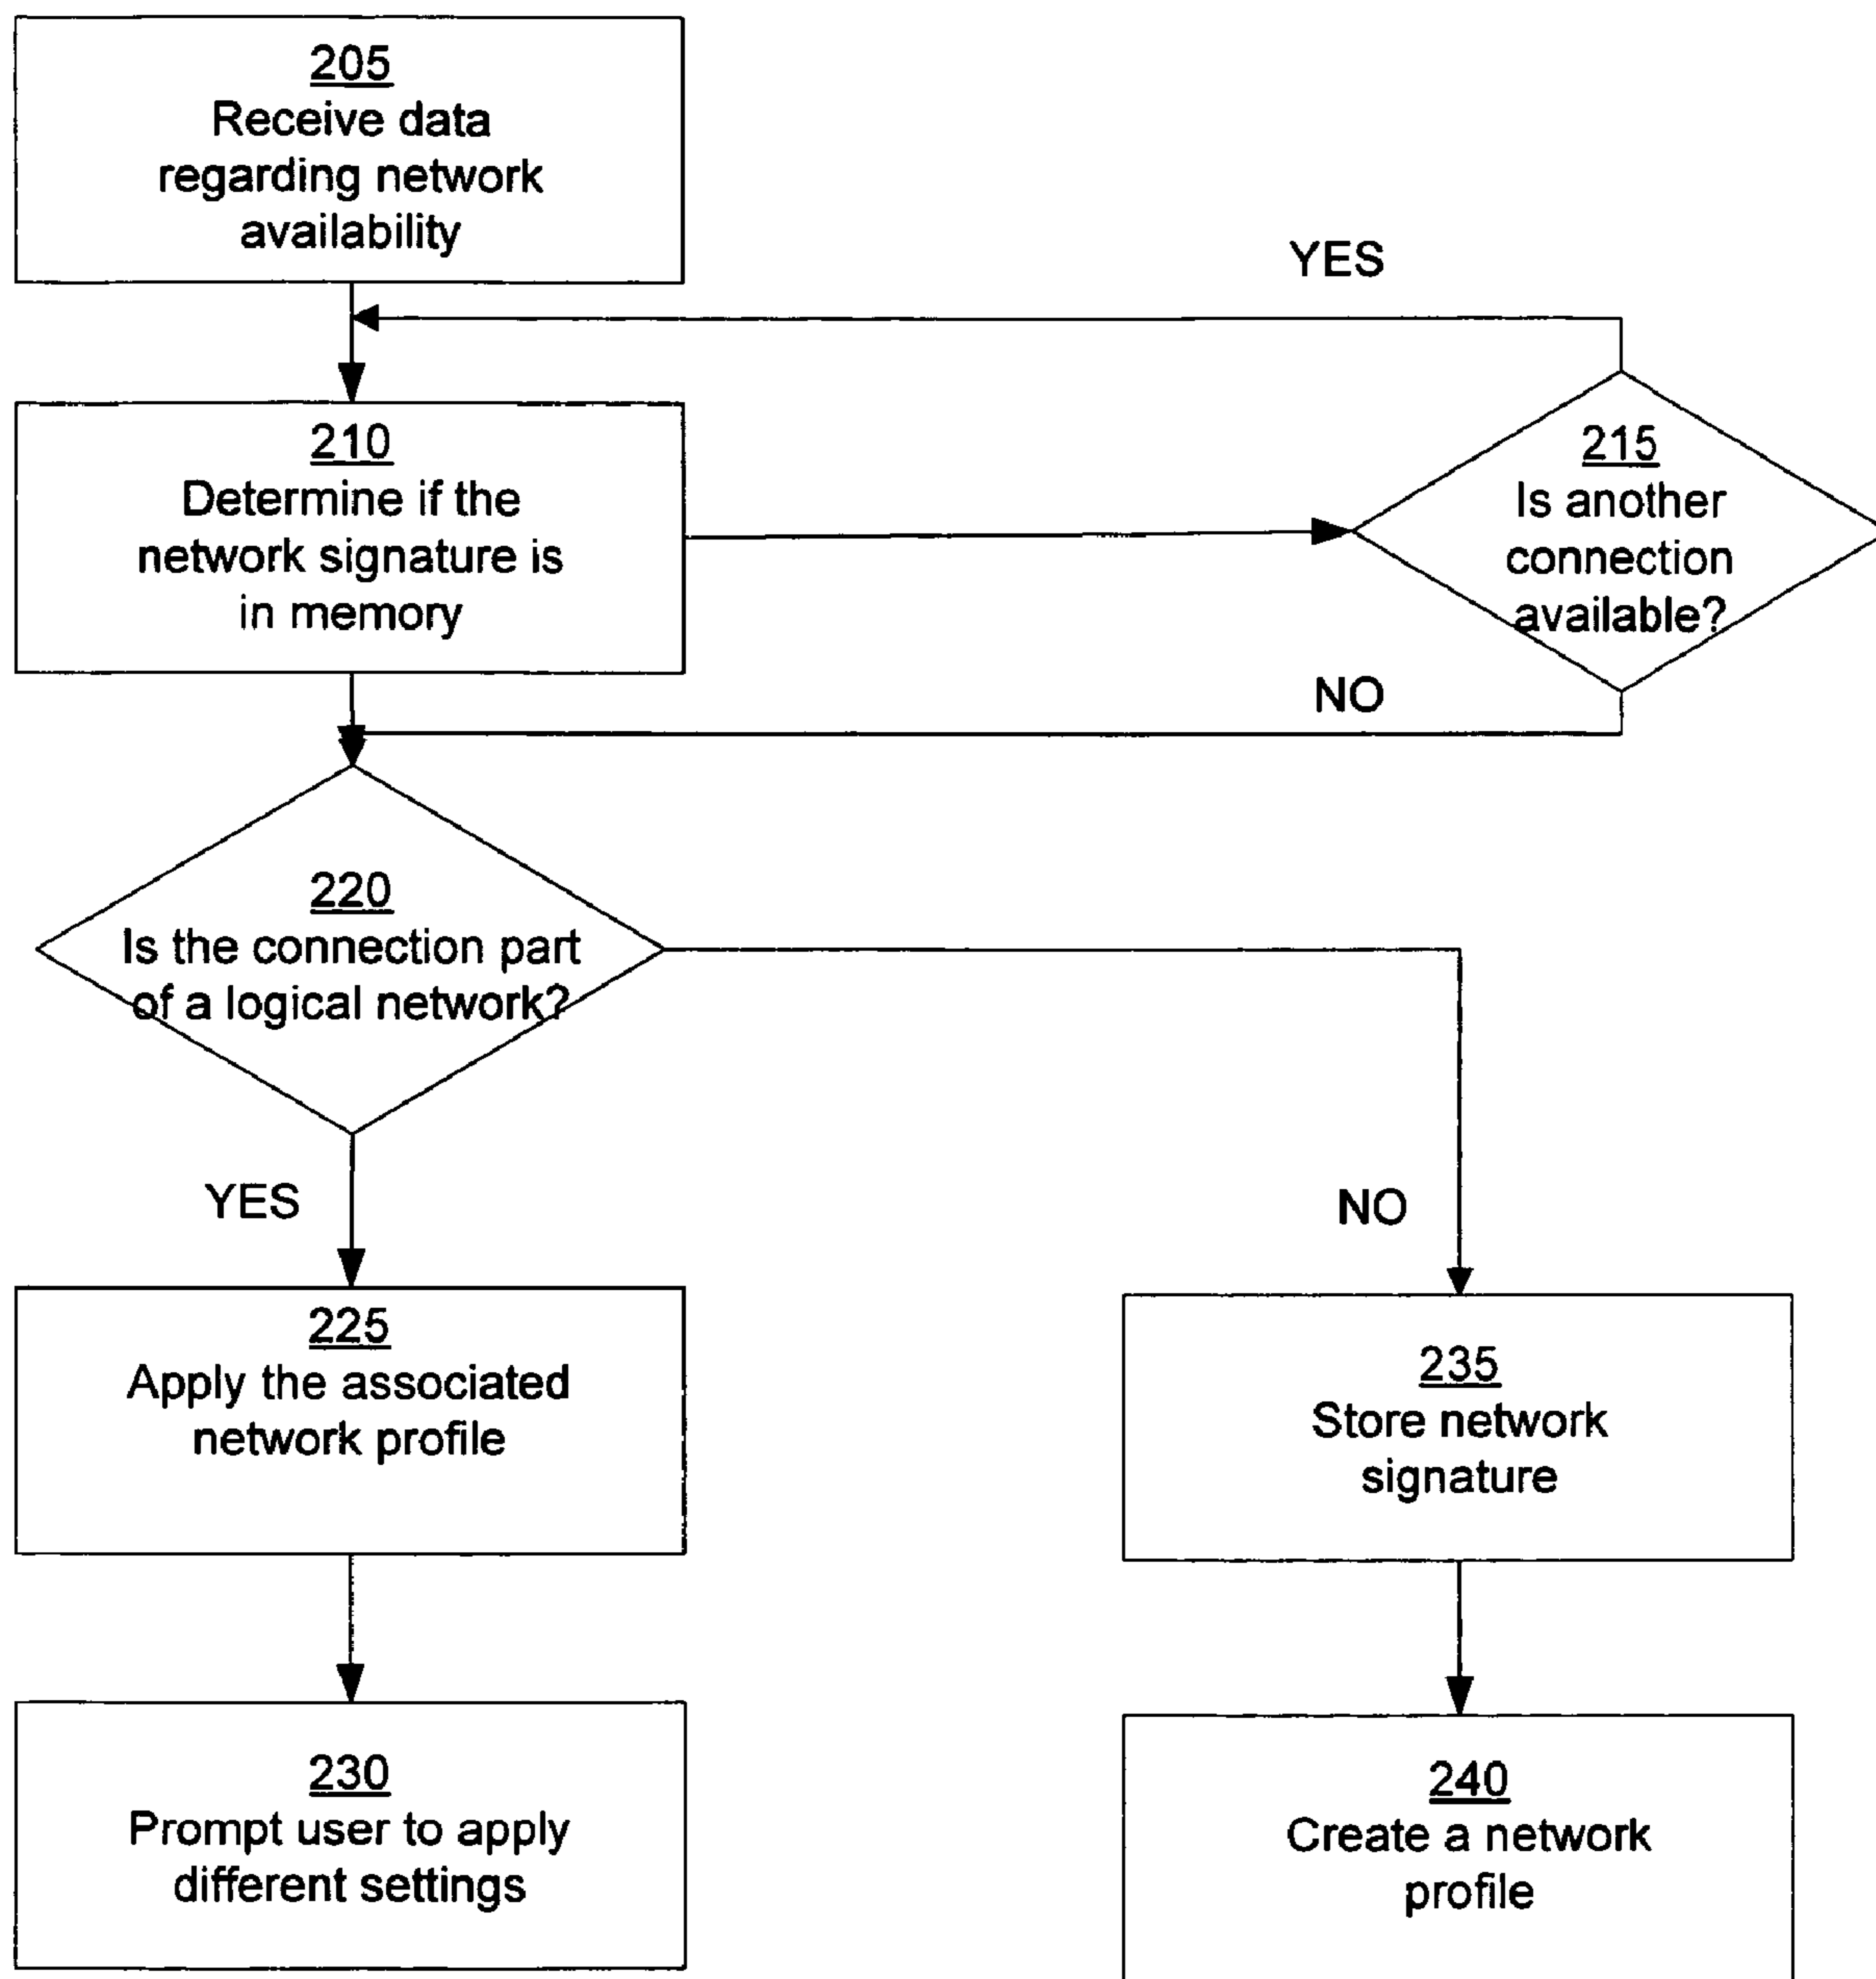 205
Receive data
regarding network
availability
YES
210
Determine if the
network signature is
in memory
215
Is another
connection
available?
NO
220
Is the connection part
of a logical network?
YES
NO
225
Apply the associated
network profile
235
Store network
signature
230
Prompt user to apply
different settings
240
Create a network
profile